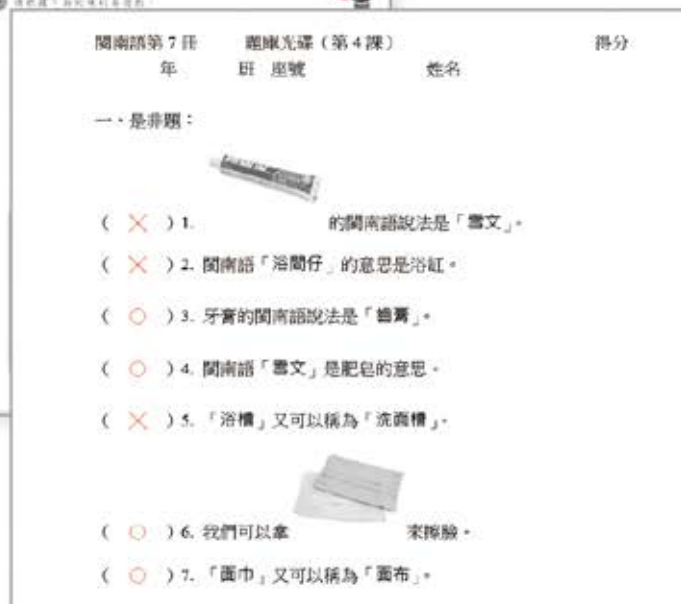 閩南語第7冊 題庫光碟(第4課) 得分
年 班 座號 姓名
一、是非題:
( ╳ )1. 的閩南語說法是「雪文」。
( ╳ )2. 閩南語「浴間仔」的意思是浴缸。
( ○ )3. 牙膏的閩南語說法是「齒膏」。
( ○ )4. 閩南語「雪文」是肥皂的意思。
( ╳ )5. 「浴槽」又可以稱為「洗面槽」。
( ○ )6. 我們可以拿 來擦臉。
( ○ )7. 「面巾」又可以稱為「面布」。